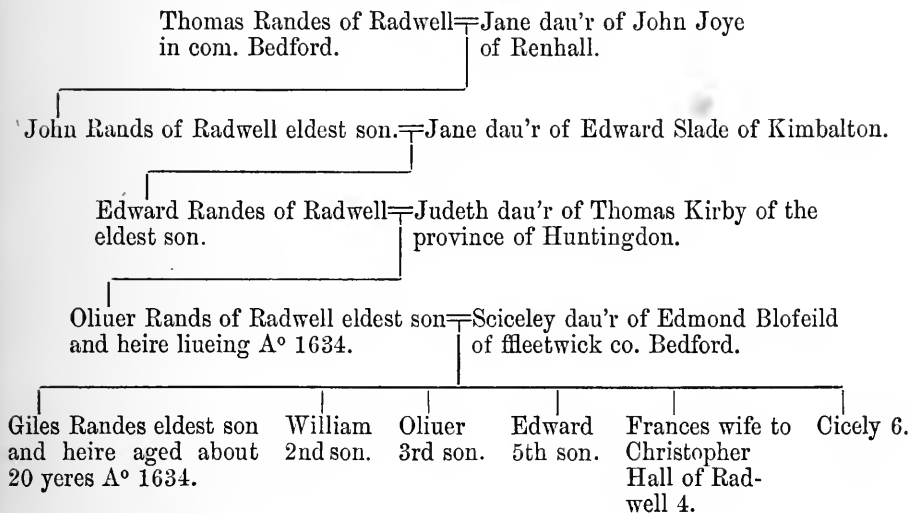 Thomas Randes of Radwell=Jane dau'r of John Joye
in com. Bedford. of Renhall.
John Rands of Radwell eldest son.=Jane dau'r of Edward Slade of Kimbalton.
Edward Randes of Radwell=Judeth dau'r of Thomas Kirby of the
eldest son. province of Huntingdon.
Oliuer Rands of Radwell eldest son=Sciceley dau'r of Edmond Blofeild
and heire liueing Aº 1634. of ffleetwick co. Bedford.
Giles Randes eldest son
and heire aged about
20 yeres Aº 1634.
William
2nd son.
Oliuer
3rd son.
Edward
5th son.
Frances wife to
Christopher
Hall of Rad-
well 4.
Cicely 6.